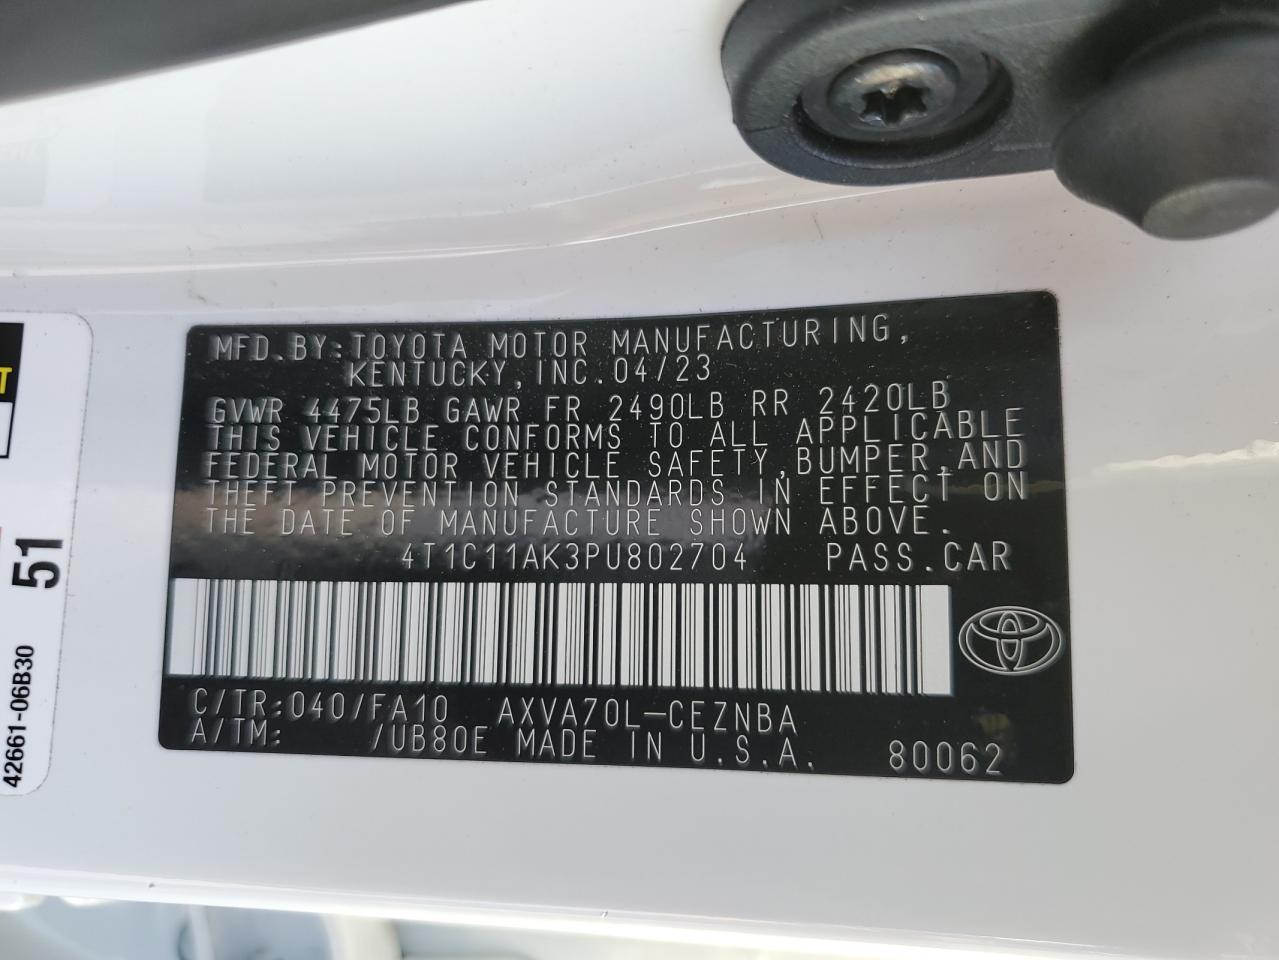 MFD.BY:TOYOTA MOTOR MANUFACTURING,
KENTUCKY,INC.04/23
GVWR 4475LB GAWR FR 2490LB RR 2420LB
THIS VEHICLE CONFORMS TO ALL APPLICABLE
FEDERAL MOTOR VEHICLE SAFETY,BUMPER,AND
THEFT PREVENTION STANDARDS IN EFFECT ON
THE DATE OF MANUFACTURE SHOWN ABOVE.
4T1C11AK3PU802704 PASS.CAR
C/TR:040/FA10 AXVA70L-CEZNBA
A/TM: /UB80E MADE IN U.S.A. 80062
51
42661-06B30